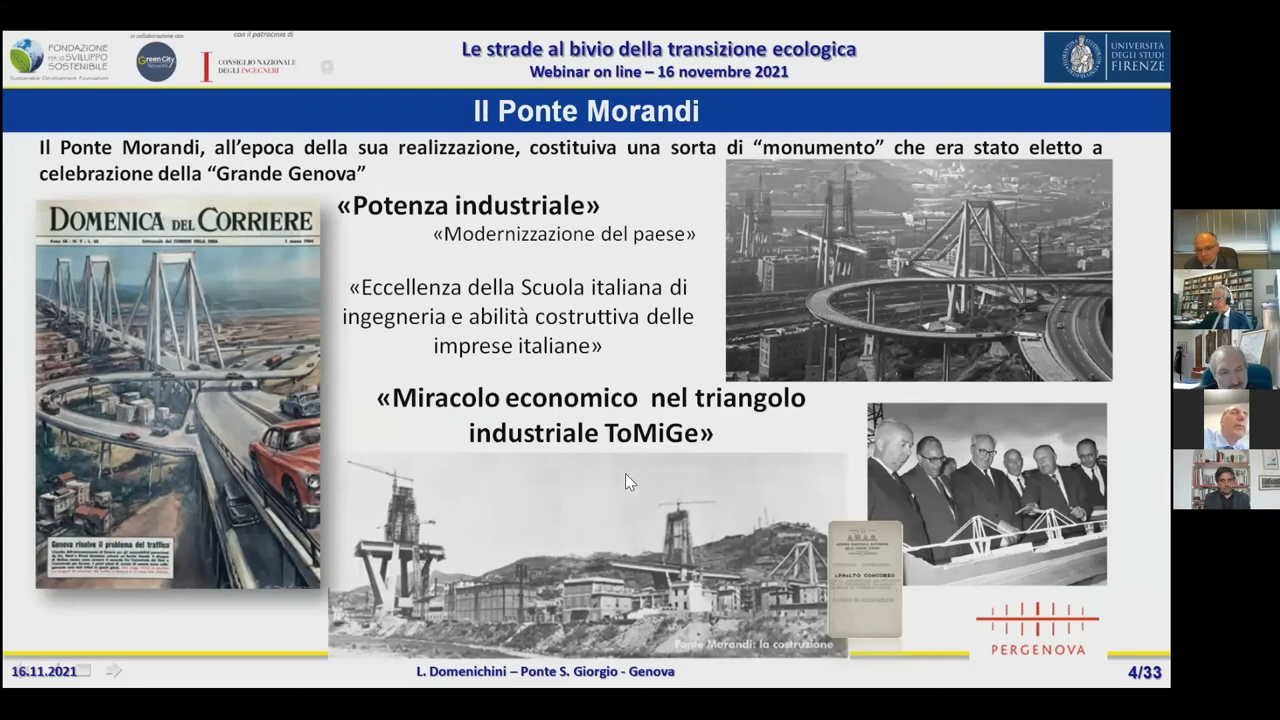 FONDAZIONE
PER LO SVILUPPO
SOSTENIBILE
Sustainable Development Foundation
in collaborazione con
GreenCity
Network
con il patrocinio di
CONSIGLIO NAZIONALE
DEGLI INGEGNERI
Le strade al bivio della transizione ecologica
Webinar on line – 16 novembre 2021
UNIVERSITÀ
DEGLI STUDI
FIRENZE
Il Ponte Morandi
Il Ponte Morandi, all'epoca della sua realizzazione, costituiva una sorta di "monumento" che era stato eletto a
celebrazione della "Grande Genova"
DOMENICA DEL CORRIERE
«Potenza industriale»
«Modernizzazione del paese»
«Eccellenza della Scuola italiana di
ingegneria e abilità costruttiva delle
imprese italiane»
«Miracolo economico nel triangolo
industriale ToMiGe»
Genova risolve il problema del traffico
A.N.A.S.
APPALTO CONCORSO
Ponte Morandi: la costruzione
PERGENOVA
16.11.2021
L. Domenichini – Ponte S. Giorgio - Genova
4/33